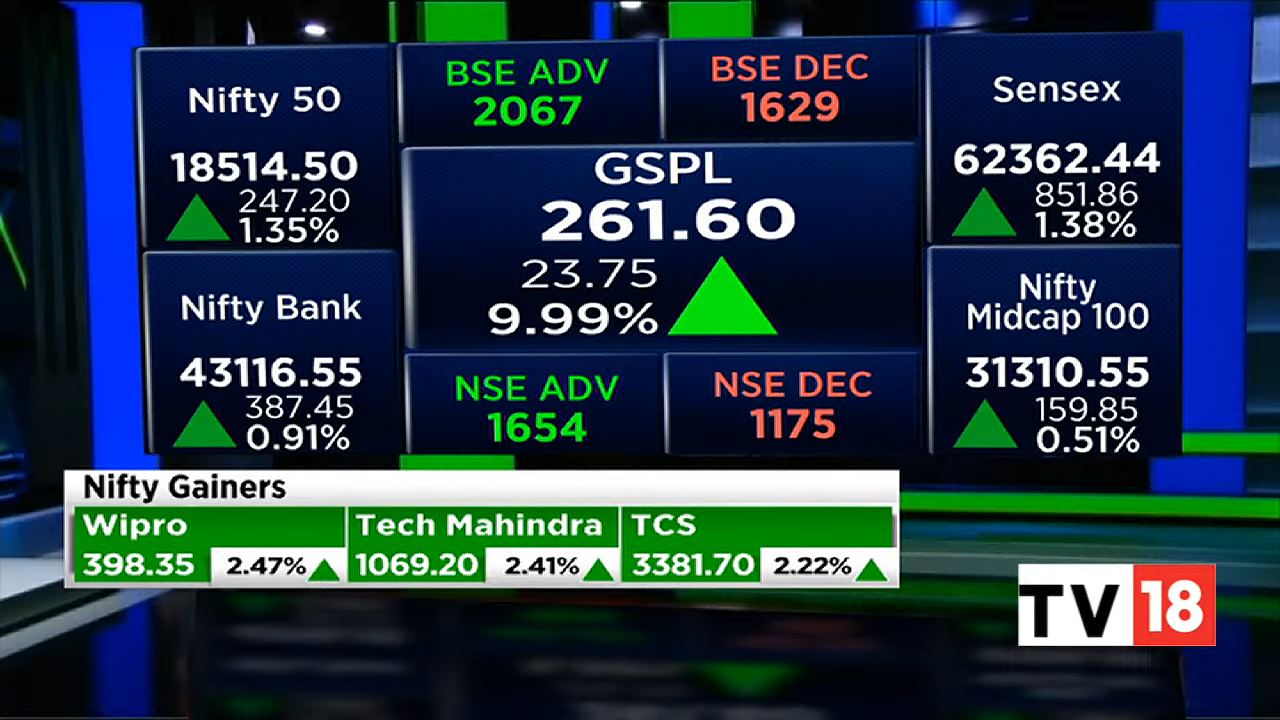 Nifty 50
18514.50
247.20
1.35%
BSE ADV
2067
BSE DEC
1629
Sensex
62362.44
851.86
1.38%
GSPL
261.60
23.75
9.99%
Nifty Bank
43116.55
387.45
0.91%
NSE ADV
1654
NSE DEC
1175
Nifty
Midcap 100
31310.55
159.85
0.51%
Nifty Gainers
Wipro
398.35 2.47%
Tech Mahindra
1069.20 2.41%
TCS
3381.70 2.22%
TV 18